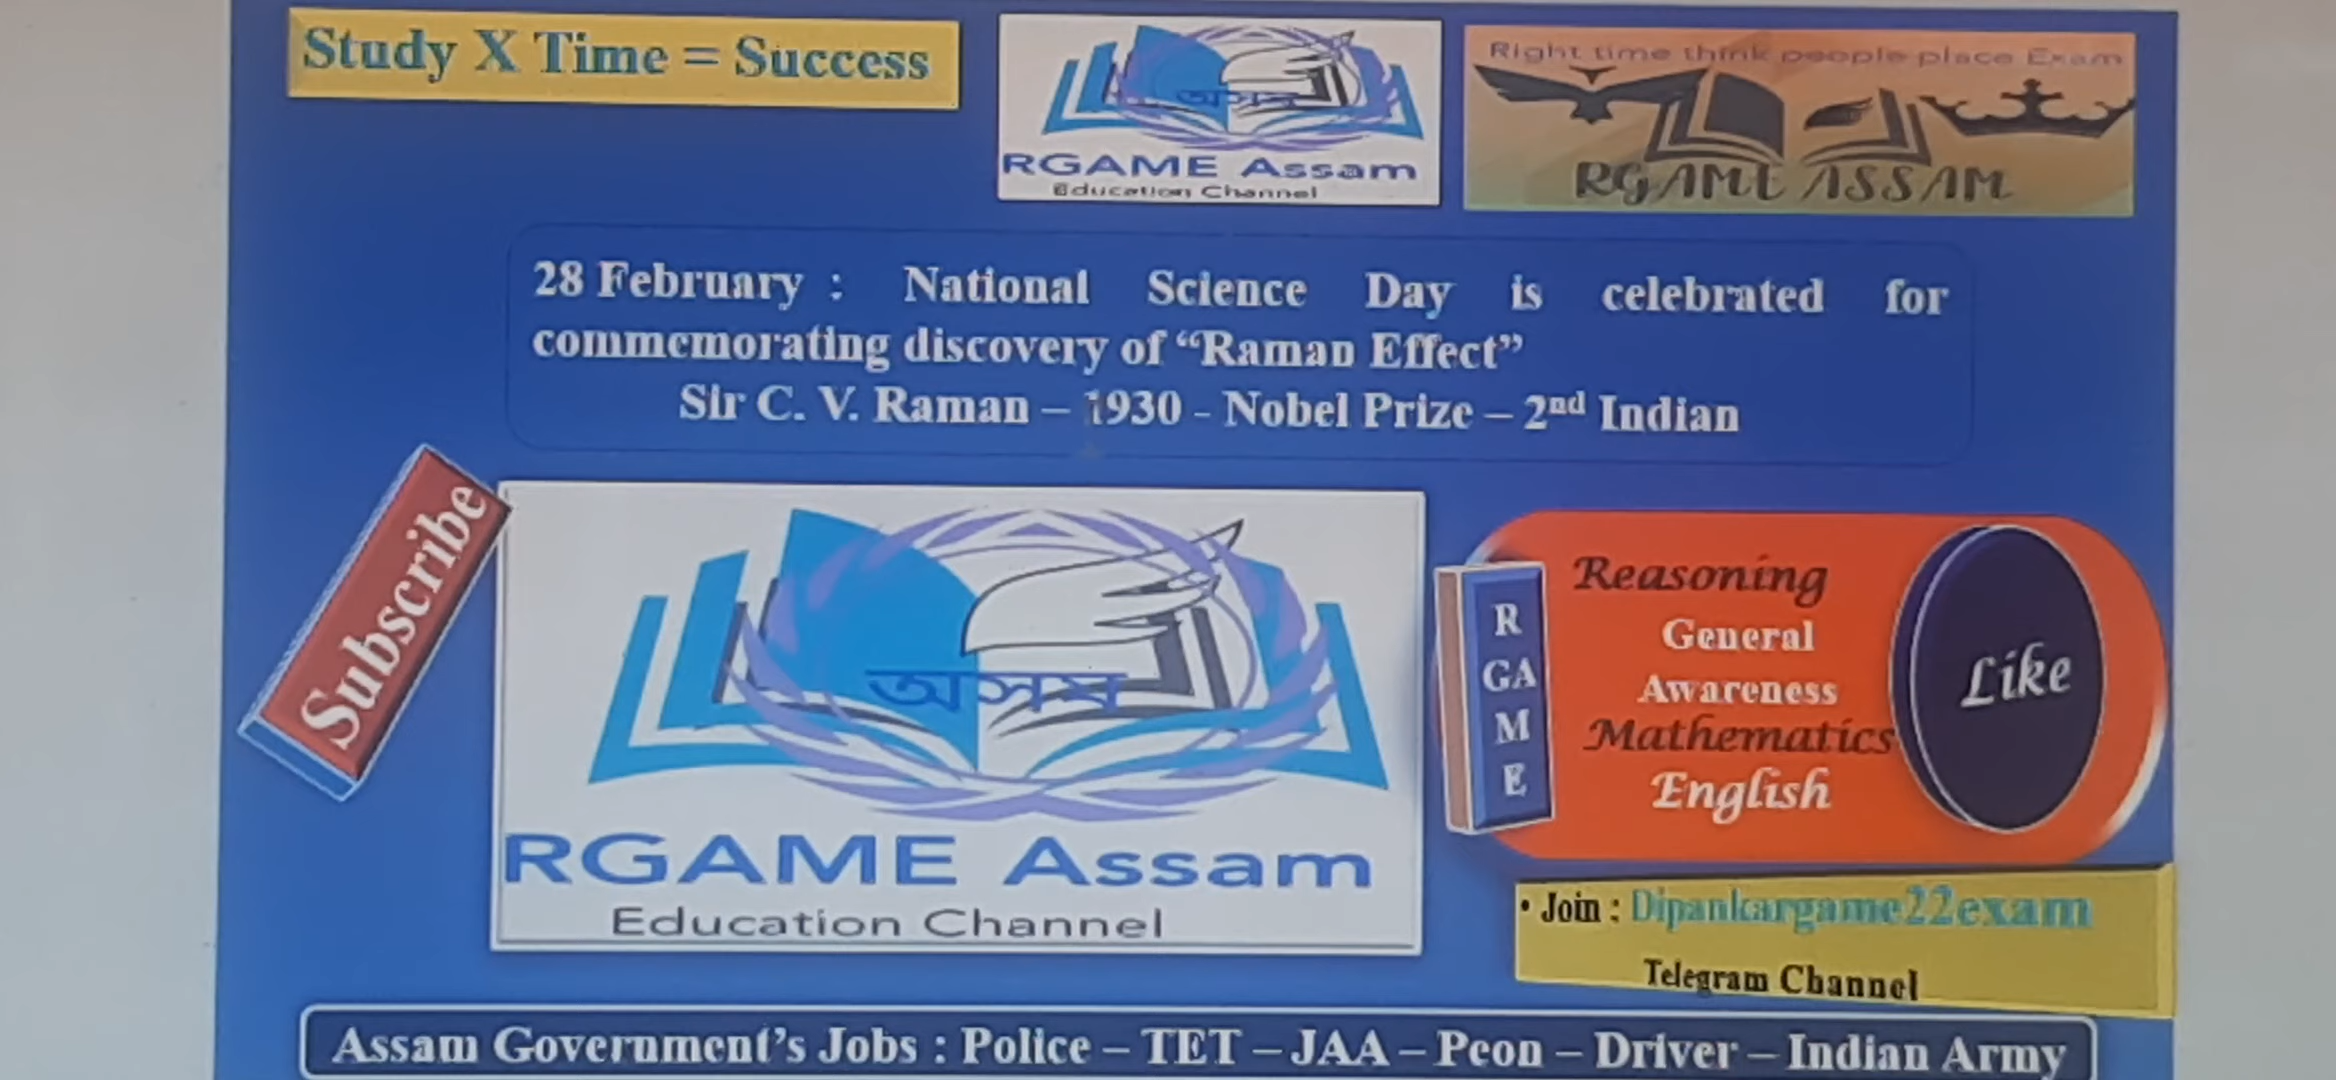 Study X Time = Success
RGAME Assam
Education Channel
Right time think people place Exam
RGAME ASSAM
28 February : National Science Day is celebrated for
commemorating discovery of “Raman Effect”
Sir C. V. Raman – 1930 - Nobel Prize – 2nd Indian
Subscribe
অসম
RGAME Assam
Education Channel
R
GA
M
E
Reasoning
General
Awareness
Mathematics
English
Like
• Join : Dipankargame22exam
Telegram Channel
Assam Government’s Jobs : Police – TET – JAA – Peon – Driver – Indian Army